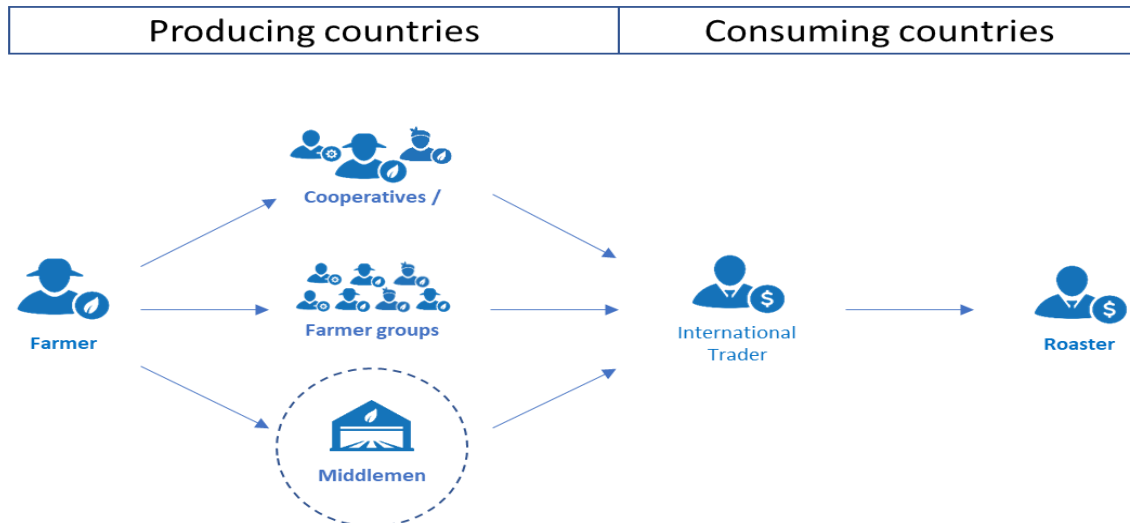 Producing countries
Consuming countries
Cooperatives /
Farmer
Farmer groups
International
Trader
$
Roaster
$
Middlemen